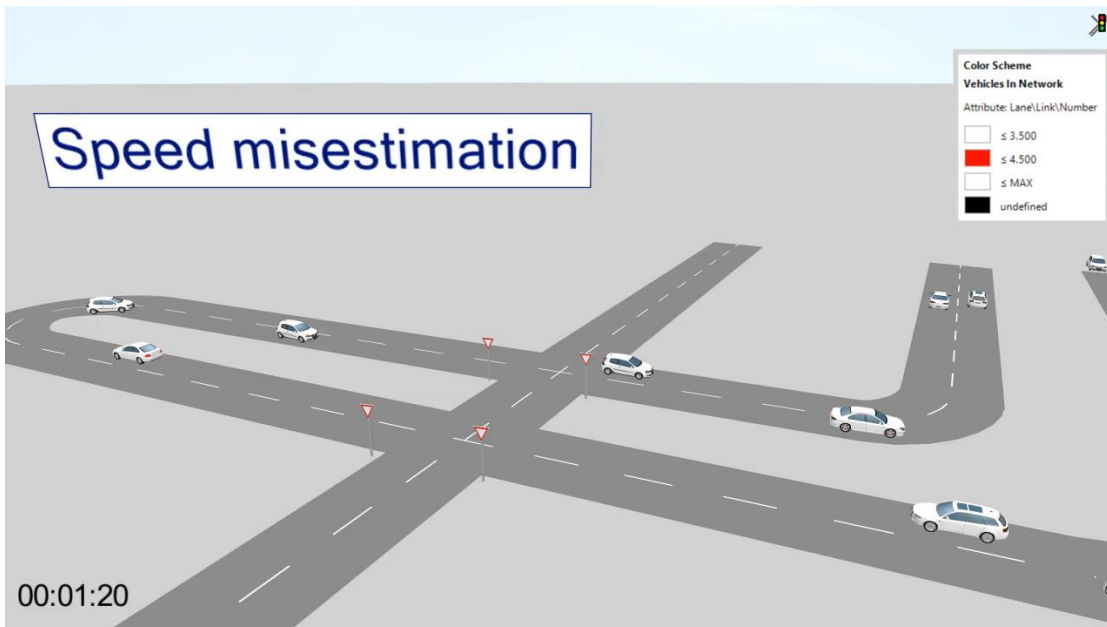 Speed misestimation
Color Scheme
Vehicles In Network
Attribute: Lane\Link\Number
≤ 3.500
≤ 4.500
≤ MAX
undefined
00:01:20